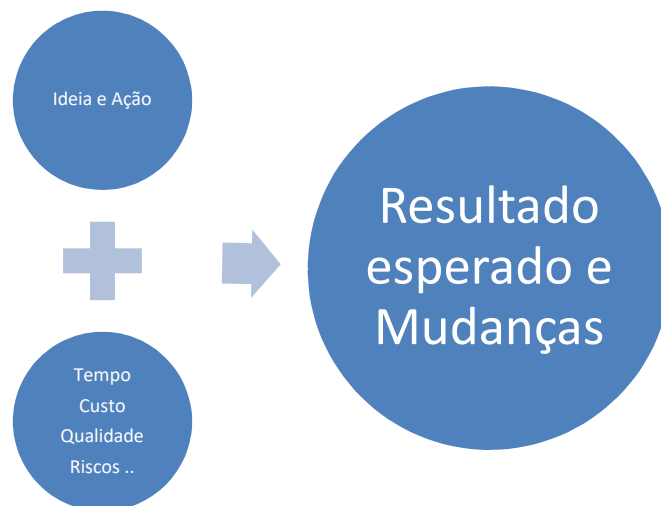 Ideia e Ação
Tempo
Custo
Qualidade
Riscos ..
Resultado
esperado e
Mudanças